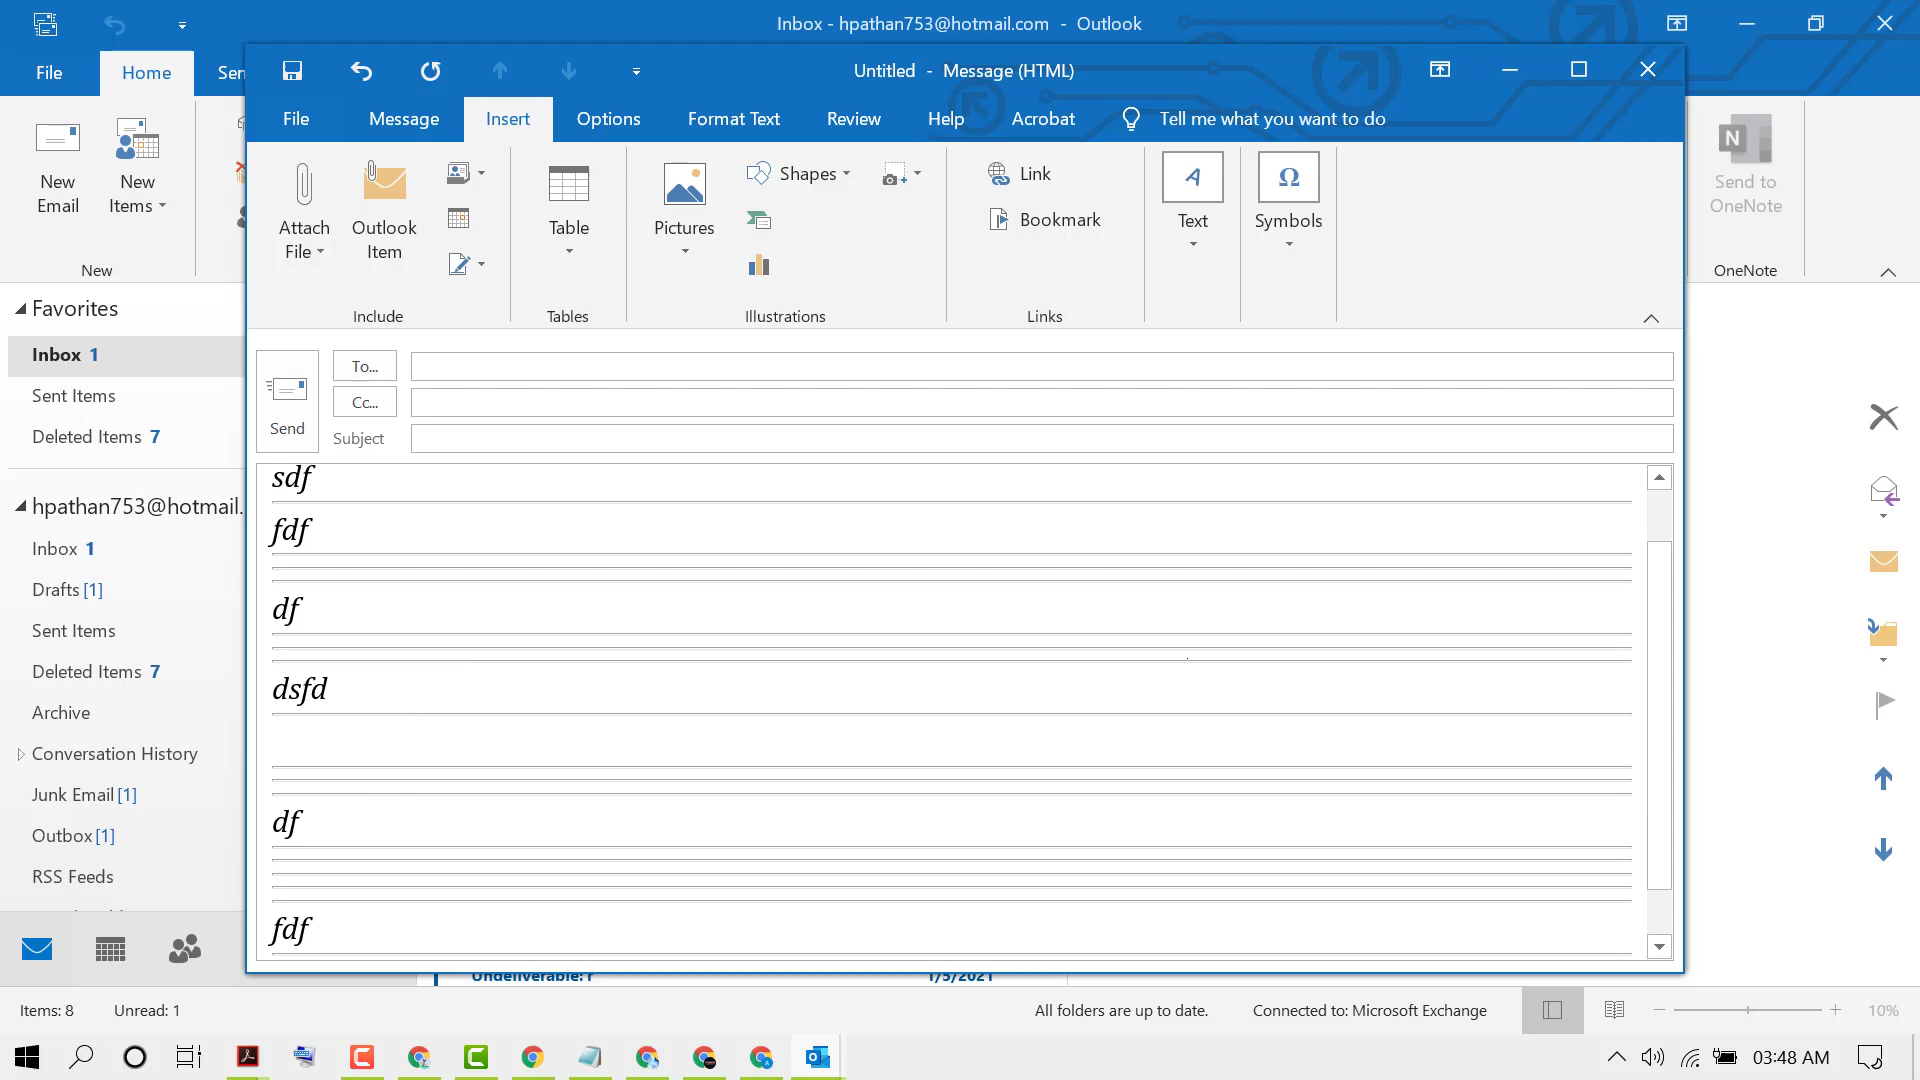 Inbox - hpathan753@hotmail.com - Outlook
File
Home
Sen
Untitled - Message (HTML)
File
Message
Insert
Options
Format Text
Review
Help
Acrobat
Tell me what you want to do
New Email
New Items
New
Attach File
Outlook Item
Include
Table
Tables
Pictures
Shapes
Illustrations
Link
Bookmark
Links
A
Text
Ω
Symbols
N
Send to OneNote
OneNote
Favorites
Inbox 1
Sent Items
Deleted Items 7
hpathan753@hotmail.
Inbox 1
Drafts [1]
Sent Items
Deleted Items 7
Archive
Conversation History
Junk Email [1]
Outbox [1]
RSS Feeds
Send
To...
Cc...
Subject
sdf
fdf
df
dsfd
df
fdf
Undeliverable: r
1/5/2021
Items: 8
Unread: 1
All folders are up to date.
Connected to: Microsoft Exchange
10%
03:48 AM